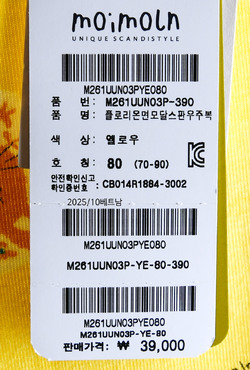 moimoln
UNIQUE SCANDISTYLE
M261UUN03PYE080
품 번: M261UUN03P-390
품 명: 플로리온면모달스판우주복
색 상: 옐로우
호 칭: 80 (70-90)
안전확인신고
확인증번호 : CB014R1884-3002
2025/10베트남
M261UUN03PYE080
M261UUN03P-YE-80-390
M261UUN03PYE080
M261UUN03P-YE-80
판매가격: ₩ 39,000